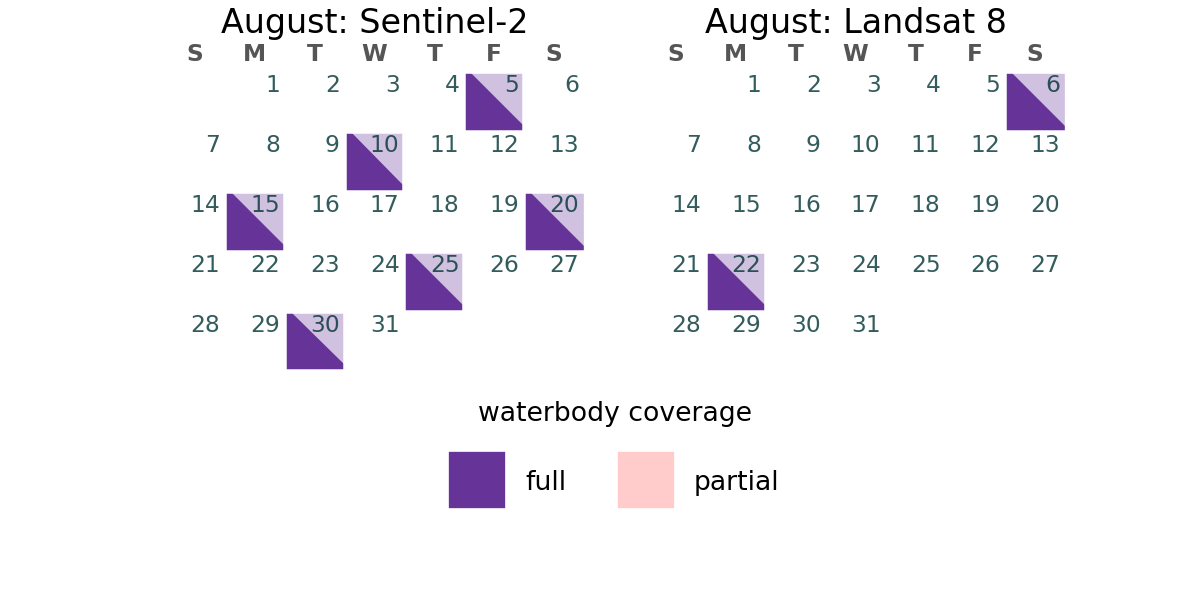 August: Sentinel-2
S M T W T F S
1 2 3 4 5 6
7 8 9 10 11 12 13
14 15 16 17 18 19 20
21 22 23 24 25 26 27
28 29 30 31
August: Landsat 8
S M T W T F S
1 2 3 4 5 6
7 8 9 10 11 12 13
14 15 16 17 18 19 20
21 22 23 24 25 26 27
28 29 30 31
waterbody coverage
full partial